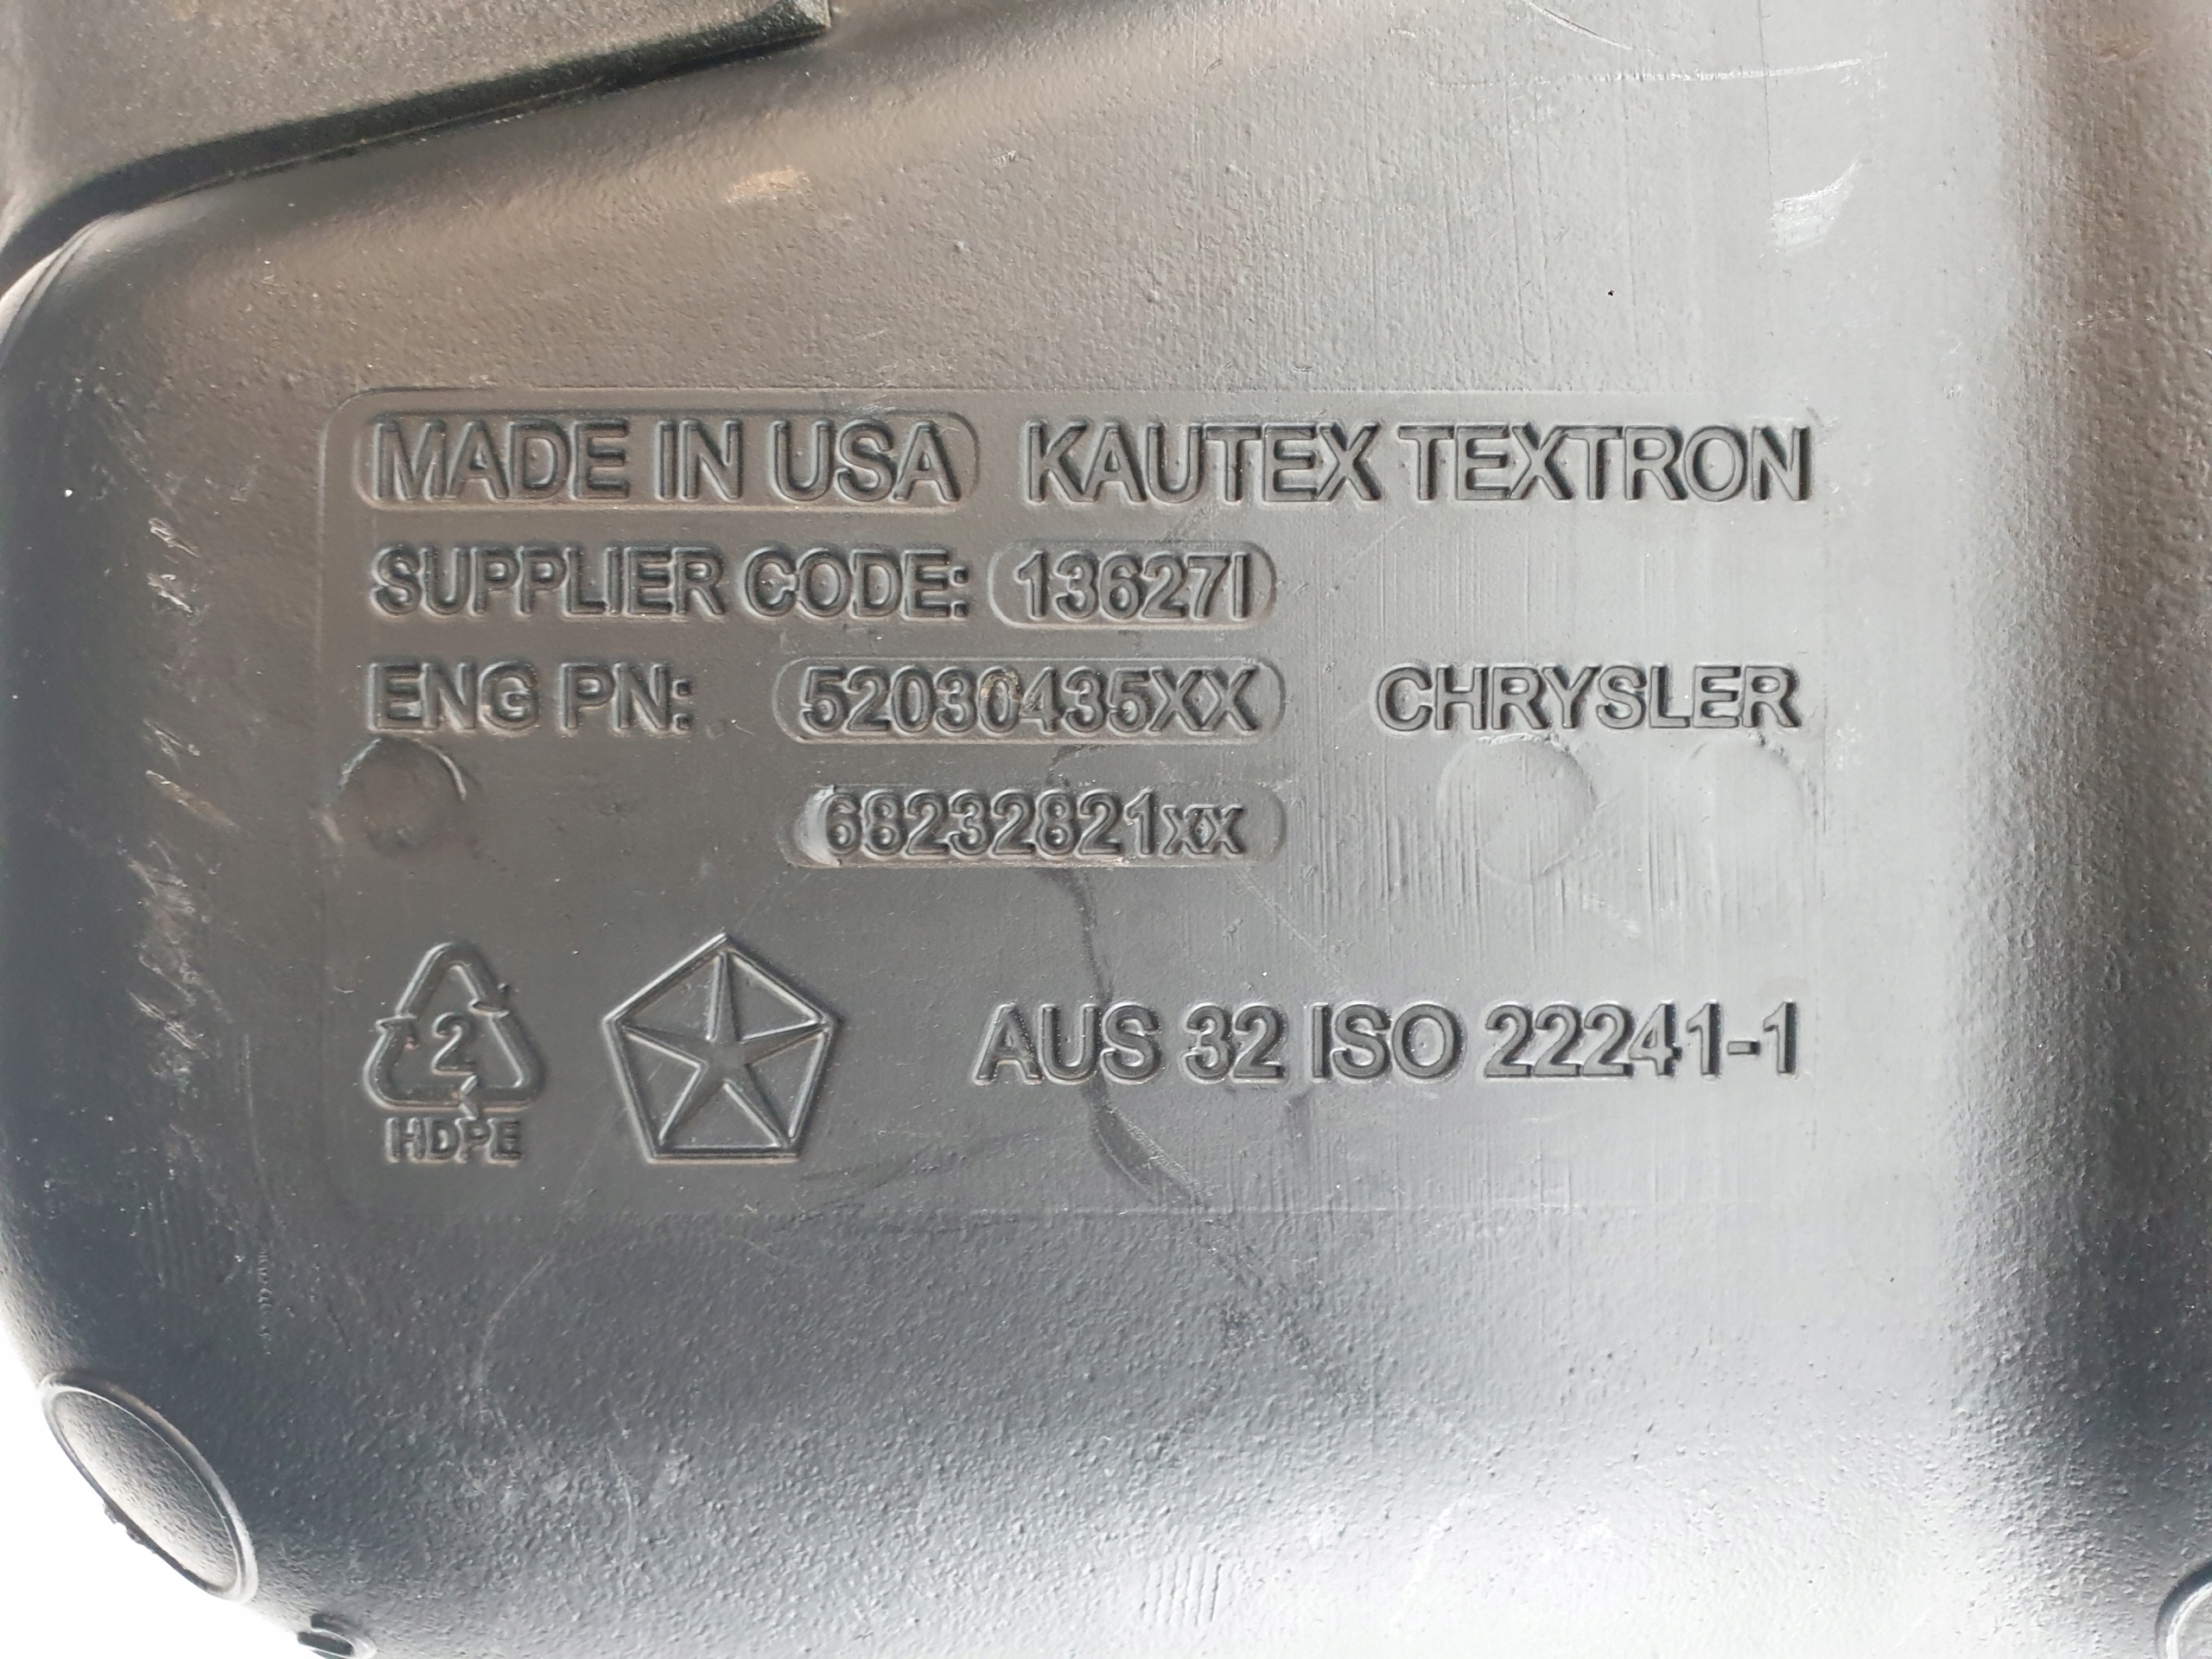 MADE IN USA KAUTEX TEXTRON
SUPPLIER CODE: 13627I
ENG PN: 52030435XX CHRYSLER
68232821xx
2
HDPE
AUS 32 ISO 22241-1